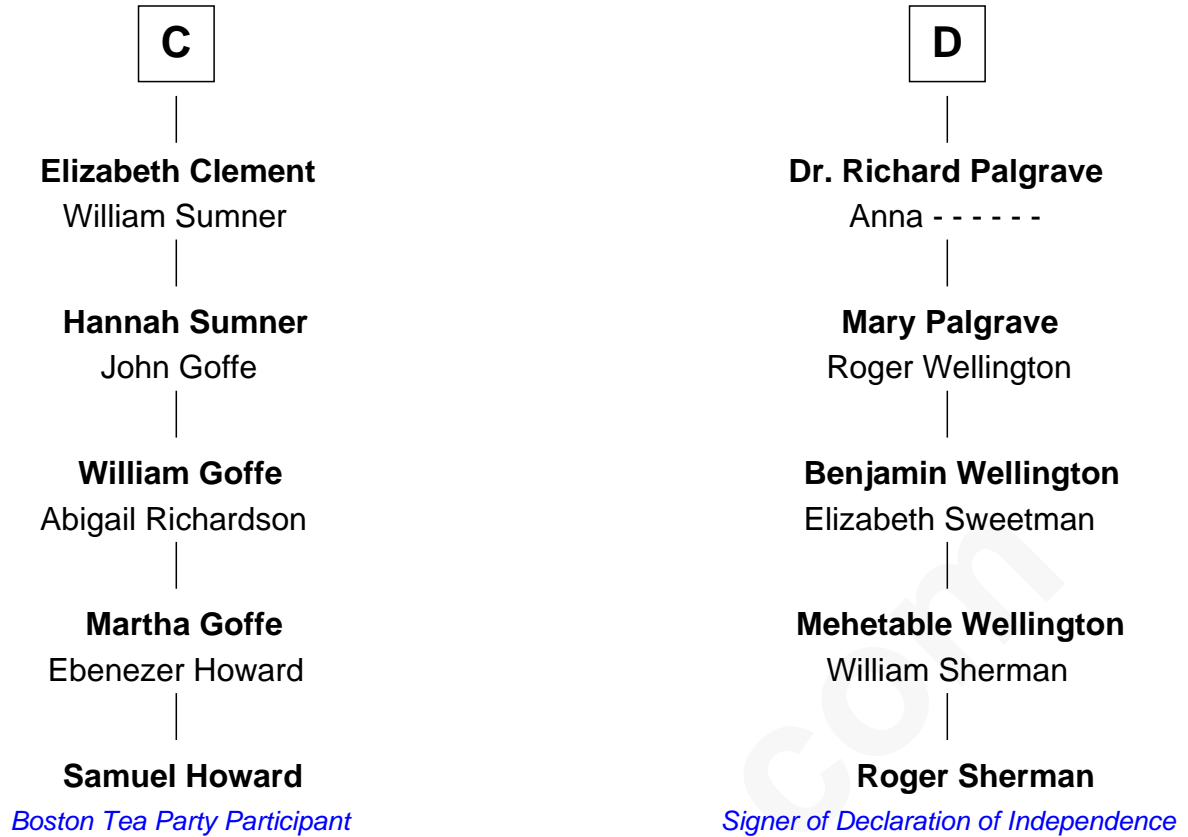 C
Elizabeth Clement
William Sumner
Hannah Sumner
John Goffe
William Goffe
Abigail Richardson
Martha Goffe
Ebenezer Howard
Samuel Howard
Boston Tea Party Participant
D
Dr. Richard Palgrave
Anna - - - - - -
Mary Palgrave
Roger Wellington
Benjamin Wellington
Elizabeth Sweetman
Mehetable Wellington
William Sherman
Roger Sherman
Signer of Declaration of Independence
com